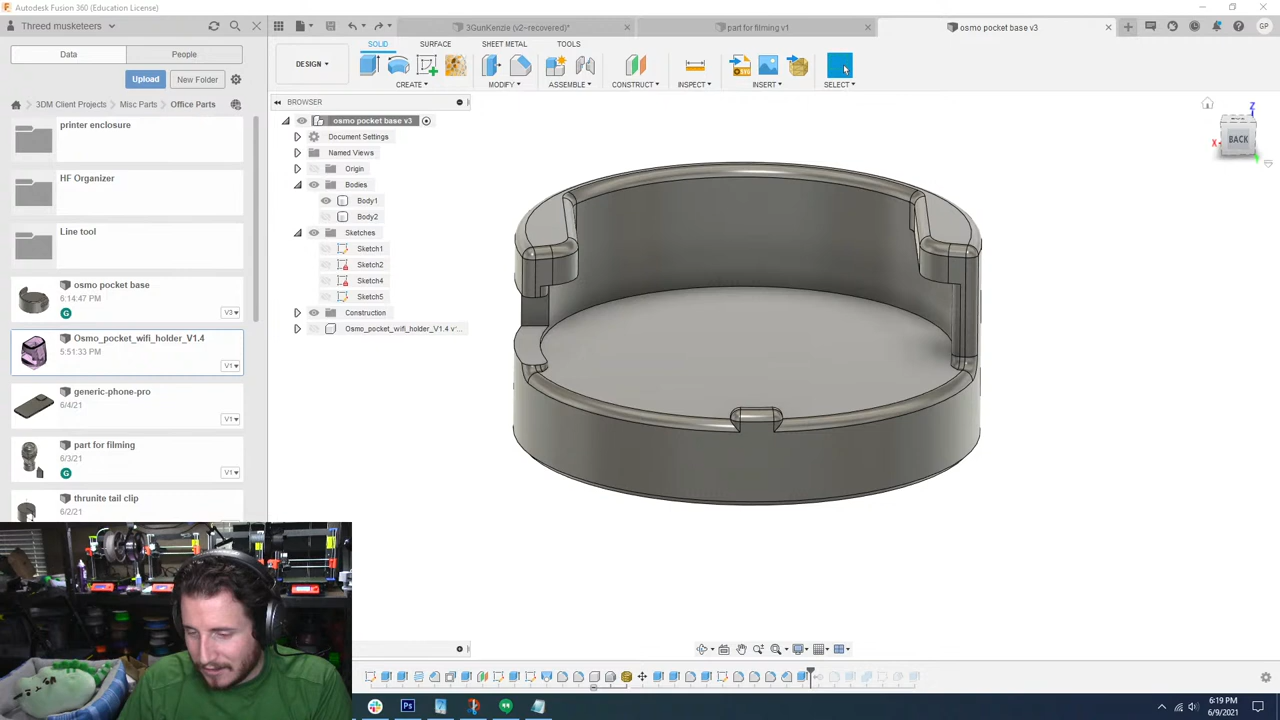 Autodesk Fusion 360 (Education License)
Threed musketeers
3GunKenzie (v2~recovered)*
part for filming v1
osmo pocket base v3
GP
Data
People
SOLID
SURFACE
SHEET METAL
TOOLS
DESIGN
Upload
New Folder
CREATE
MODIFY
ASSEMBLE
CONSTRUCT
INSPECT
INSERT
SELECT
3DM Client Projects
Misc Parts
Office Parts
BROWSER
printer enclosure
osmo pocket base v3
Document Settings
Named Views
Origin
HF Organizer
Bodies
Body1
Body2
Line tool
Sketches
Sketch1
Sketch2
Sketch4
Sketch5
Construction
Osmo_pocket_wifi_holder_V1.4 v...
osmo pocket base
6:14:47 PM
G
V3
Osmo_pocket_wifi_holder_V1.4
5:51:33 PM
V1
generic-phone-pro
6/4/21
V1
part for filming
6/3/21
G
V1
thrunite tail clip
6/2/21
Z
X
BACK
Ps
6:19 PM
6/9/2021